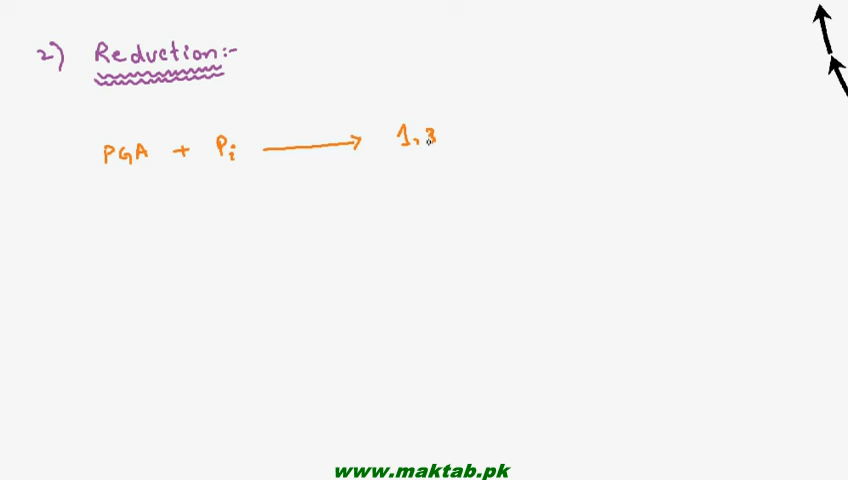 2) Reduction:-
PGA + Pi ⟶ 1,3
www.maktab.pk